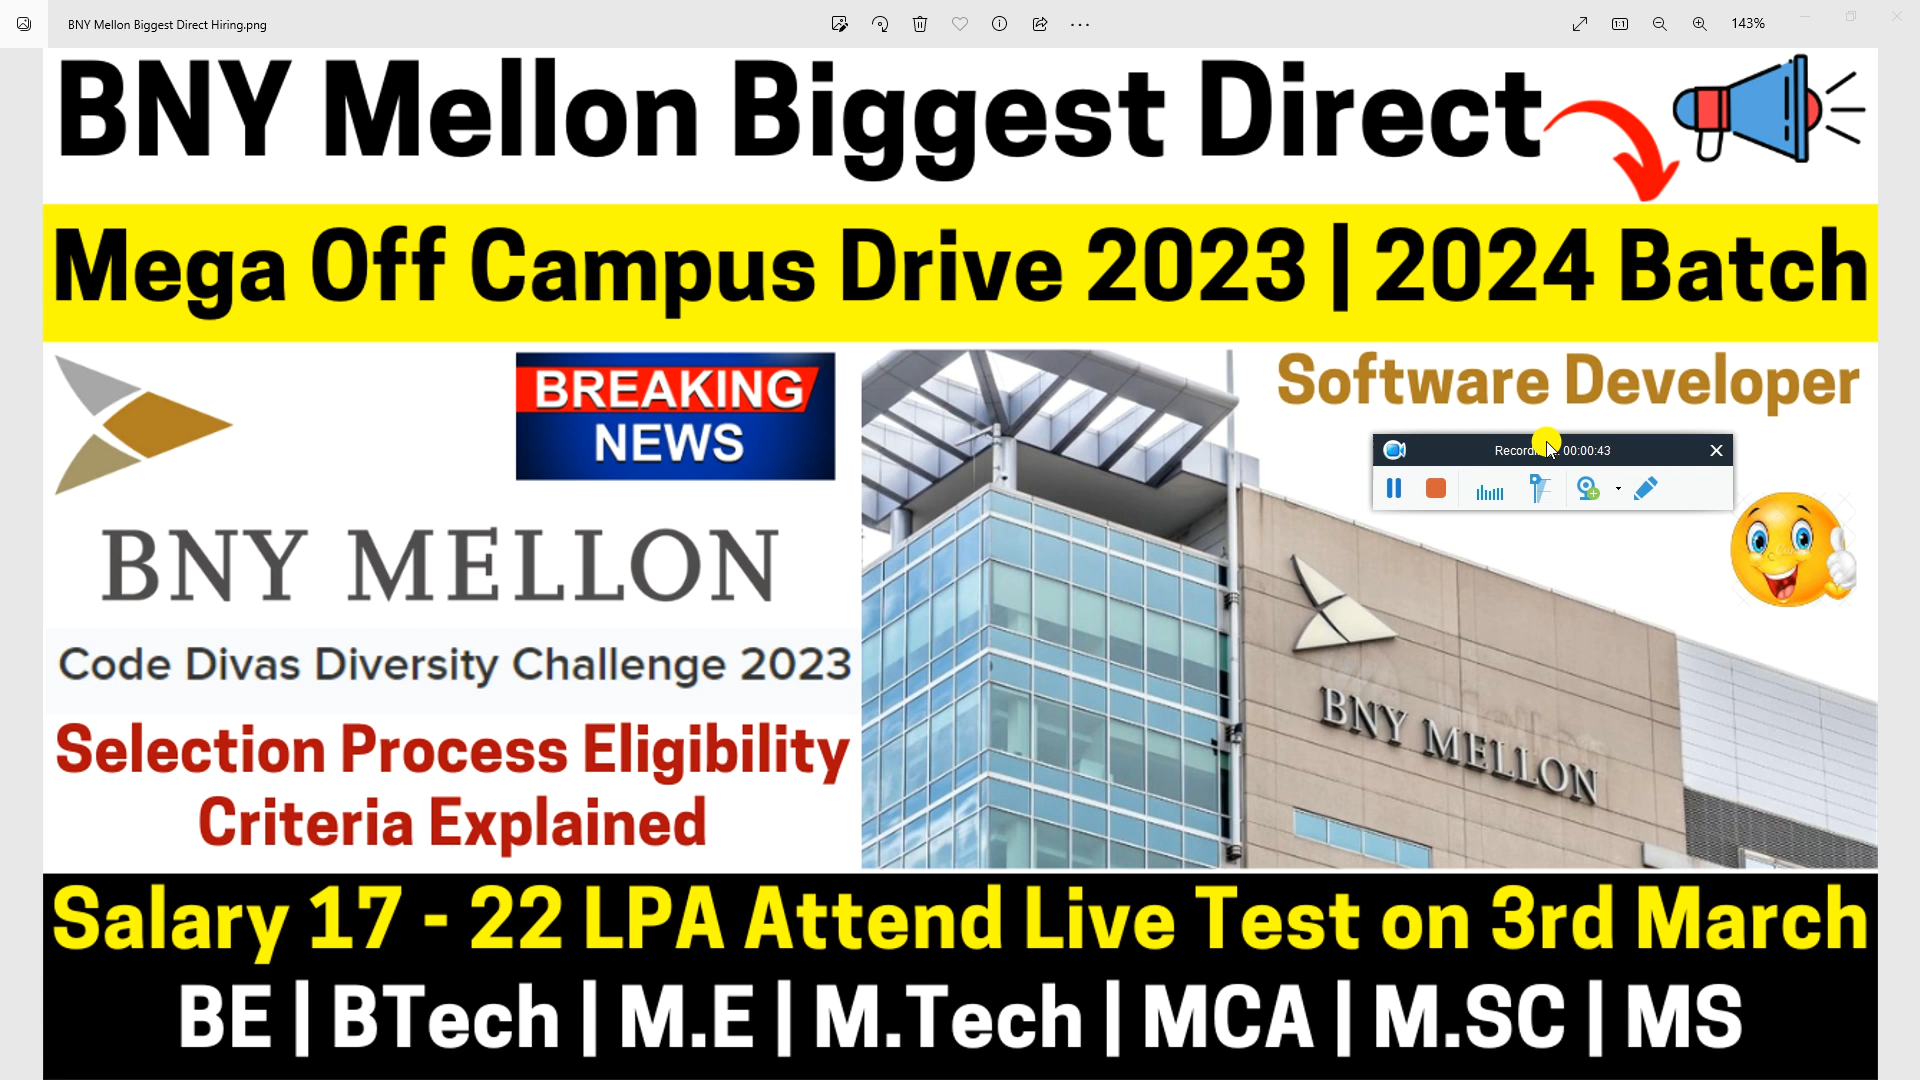 BNY Mellon Biggest Direct Hiring.png
143%
BNY Mellon Biggest Direct
Mega Off Campus Drive 2023 | 2024 Batch
BREAKING
NEWS
Software Developer
00:00:43
BNY MELLON
Code Divas Diversity Challenge 2023
BNY MELLON
Selection Process Eligibility
Criteria Explained
Salary 17 - 22 LPA Attend Live Test on 3rd March
BE | BTech | M.E | M.Tech | MCA | M.SC | MS